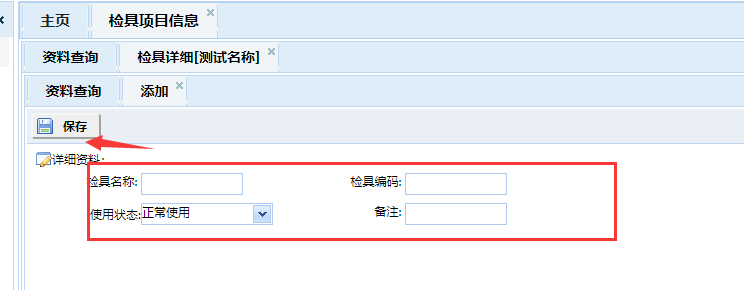 主页 检具项目信息
资料查询 检具详细[测试名称]
资料查询 添加
保存
详细资料:
检具名称: 检具编码:
使用状态: 正常使用 备注: